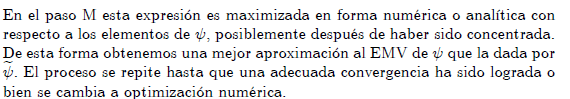 En el paso M esta expresión es maximizada en forma numérica o analítica con
respecto a los elementos de ψ, posiblemente después de haber sido concentrada.
De esta forma obtenemos una mejor aproximación al EMV de ψ que la dada por
ψ̃. El proceso se repite hasta que una adecuada convergencia ha sido lograda o
bien se cambia a optimización numérica.